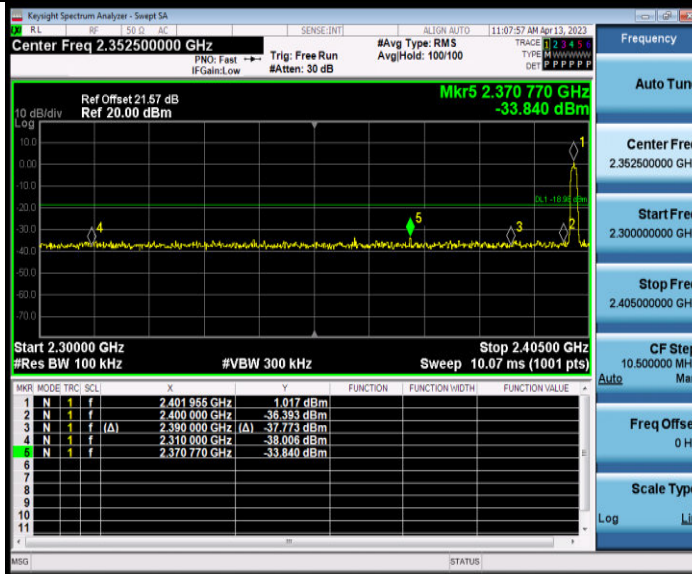 Keysight Spectrum Analyzer - Swept SA
RL RF 50 Ω AC SENSE:INT ALIGN AUTO 11:07:57 AM Apr 13, 2023
Center Freq 2.352500000 GHz
PNO: Fast
IFGain:Low
Trig: Free Run
#Atten: 30 dB
#Avg Type: RMS
Avg|Hold: 100/100
TRACE 1 2 3 4 5 6
TYPE M W W W W W
DET P P P P P P
Ref Offset 21.57 dB
10 dB/div Ref 20.00 dBm
Log
Mkr5 2.370 770 GHz
-33.840 dBm
10.0
0.00
-10.0
-20.0
-30.0
-40.0
-50.0
-60.0
-70.0
1
DL1 -18.98 dBm
4
5
3
2
Start 2.30000 GHz
Stop 2.40500 GHz
#Res BW 100 kHz
#VBW 300 kHz
Sweep 10.07 ms (1001 pts)
MKR MODE TRC SCL X Y FUNCTION FUNCTION WIDTH FUNCTION VALUE
1 N 1 f 2.401 955 GHz 1.017 dBm
2 N 1 f 2.400 000 GHz -36.393 dBm
3 N 1 f (Δ) 2.390 000 GHz (Δ) -37.773 dBm
4 N 1 f 2.310 000 GHz -38.006 dBm
5 N 1 f 2.370 770 GHz -33.840 dBm
6
7
8
9
10
11
MSG
STATUS
Frequency
Auto Tune
Center Freq
2.352500000 GHz
Start Freq
2.300000000 GHz
Stop Freq
2.405000000 GHz
CF Step
10.500000 MHz
Auto Ma
Freq Offse
0 H
Scale Type
Log Li